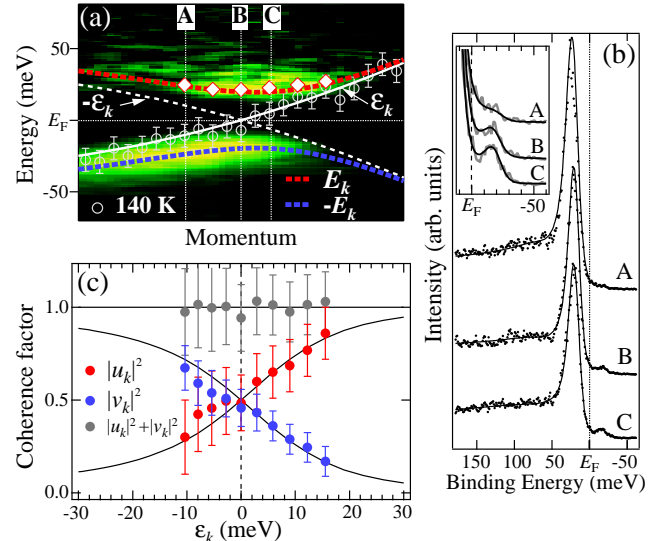 (a)
A B C
50
E_F
-50
Energy (meV)
-ε_k
ε_k
140 K
E_k
-E_k
Momentum
(b)
A
B
C
E_F -50
Intensity (arb. units)
A
B
C
150 100 50 E_F -50
Binding Energy (meV)
(c)
1.0
0.5
0.0
Coherence factor
|u_k|²
|v_k|²
|u_k|²+|v_k|²
-30 -20 -10 0 10 20 30
ε_k (meV)